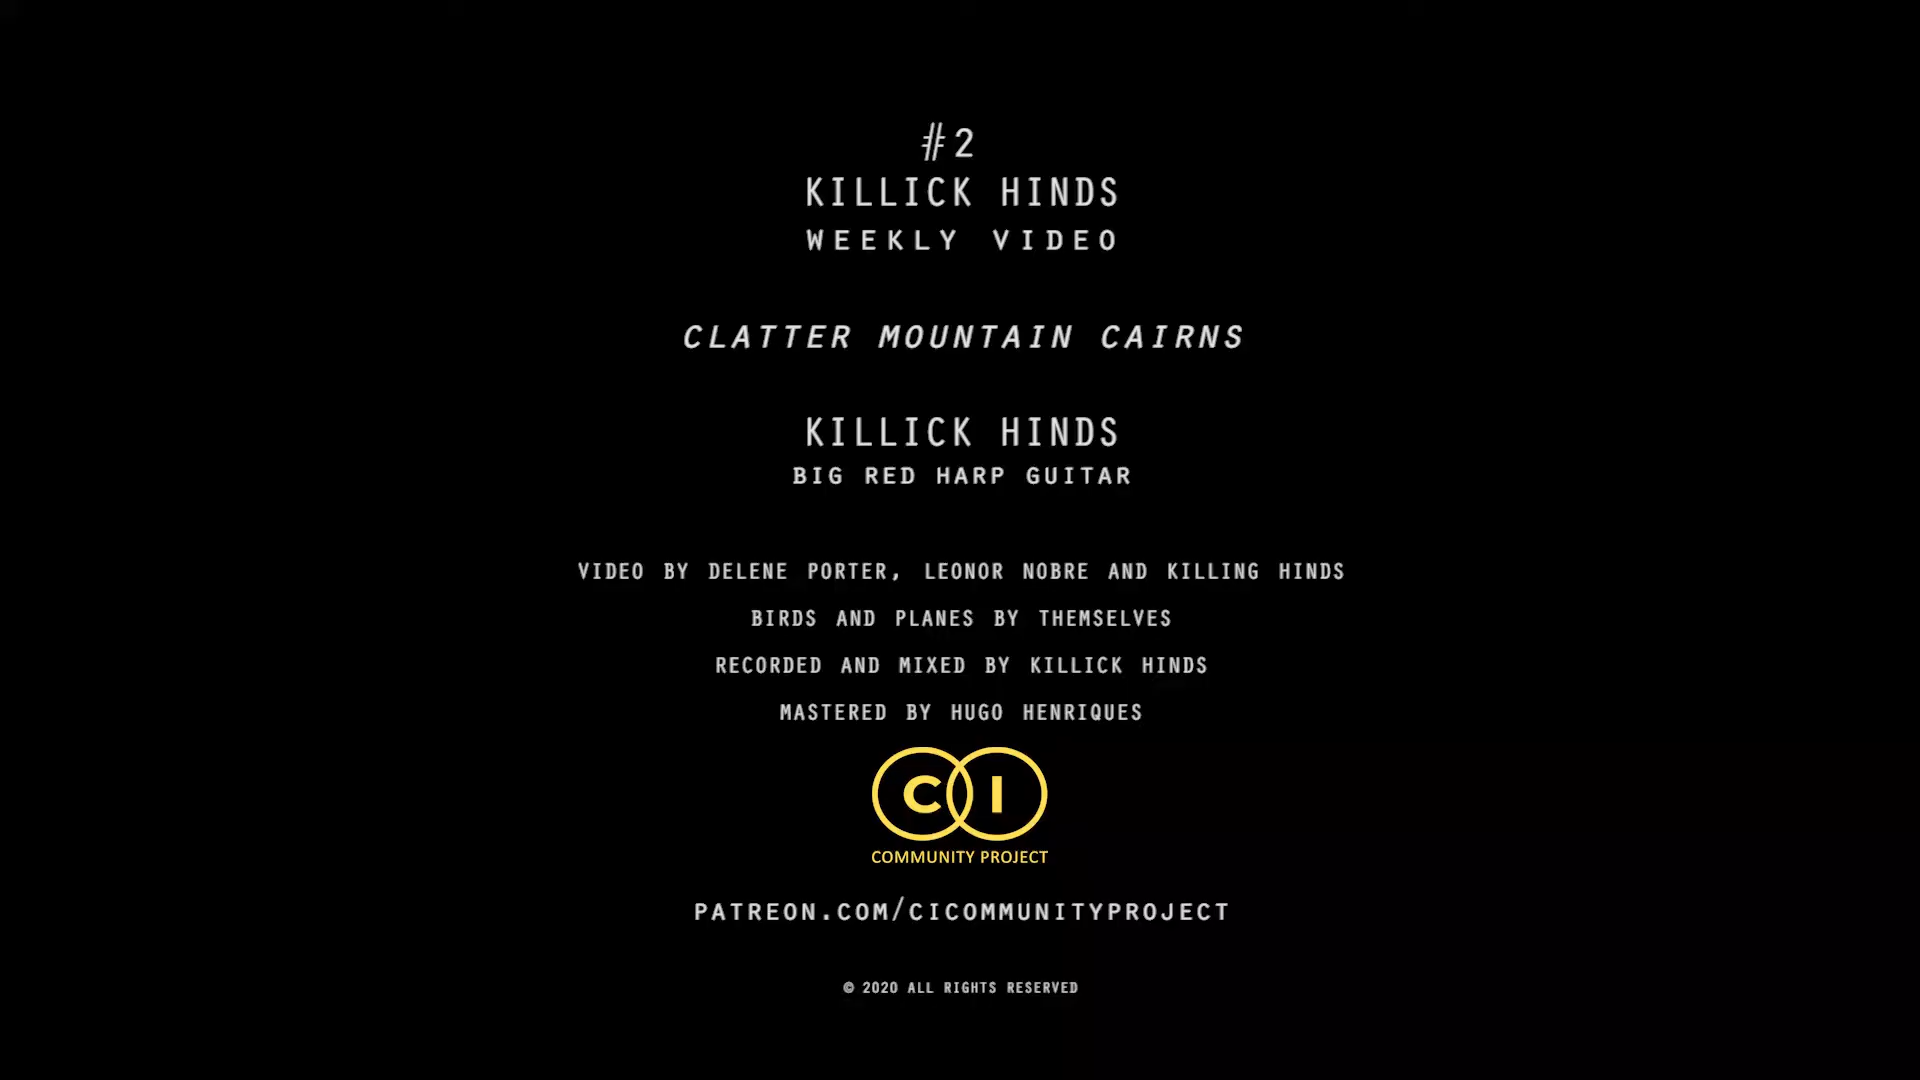 #2
KILLICK HINDS
WEEKLY VIDEO
CLATTER MOUNTAIN CAIRNS
KILLICK HINDS
BIG RED HARP GUITAR
VIDEO BY DELENE PORTER, LEONOR NOBRE AND KILLING HINDS
BIRDS AND PLANES BY THEMSELVES
RECORDED AND MIXED BY KILLICK HINDS
MASTERED BY HUGO HENRIQUES
C I
COMMUNITY PROJECT
PATREON.COM/CICOMMUNITYPROJECT
© 2020 ALL RIGHTS RESERVED